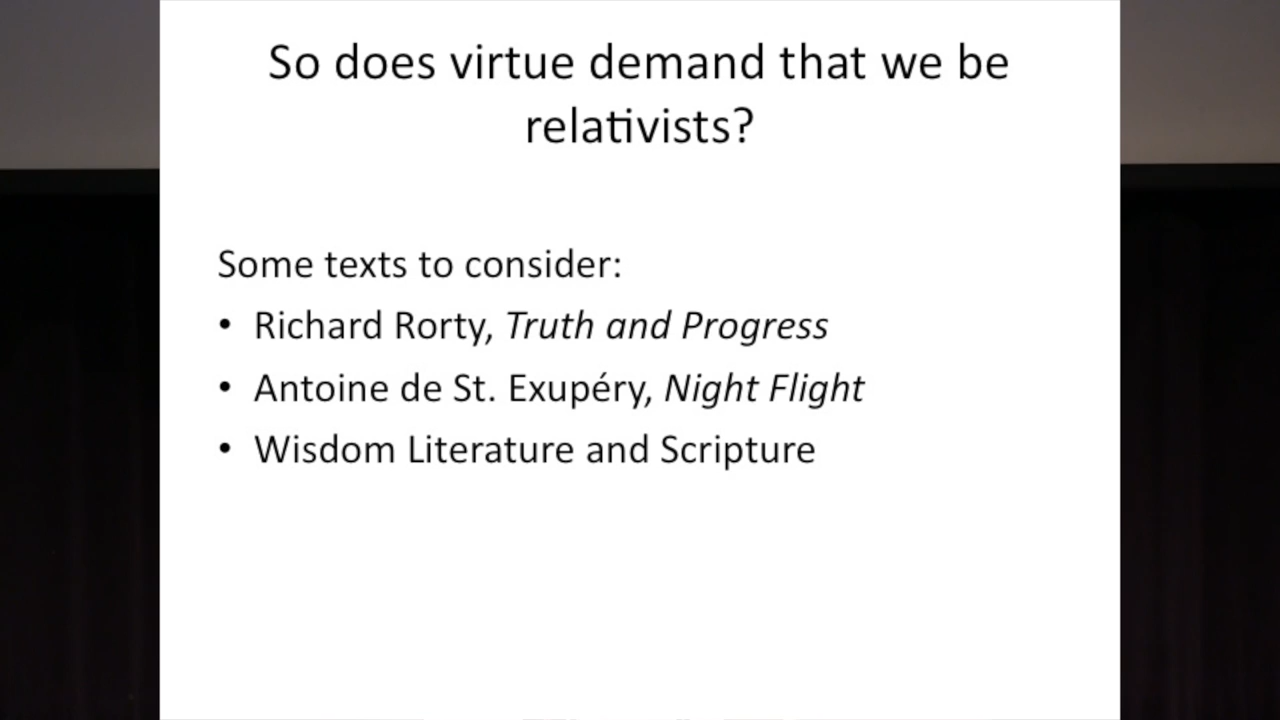 So does virtue demand that we be
relativists?
Some texts to consider:
• Richard Rorty, Truth and Progress
• Antoine de St. Exupéry, Night Flight
• Wisdom Literature and Scripture